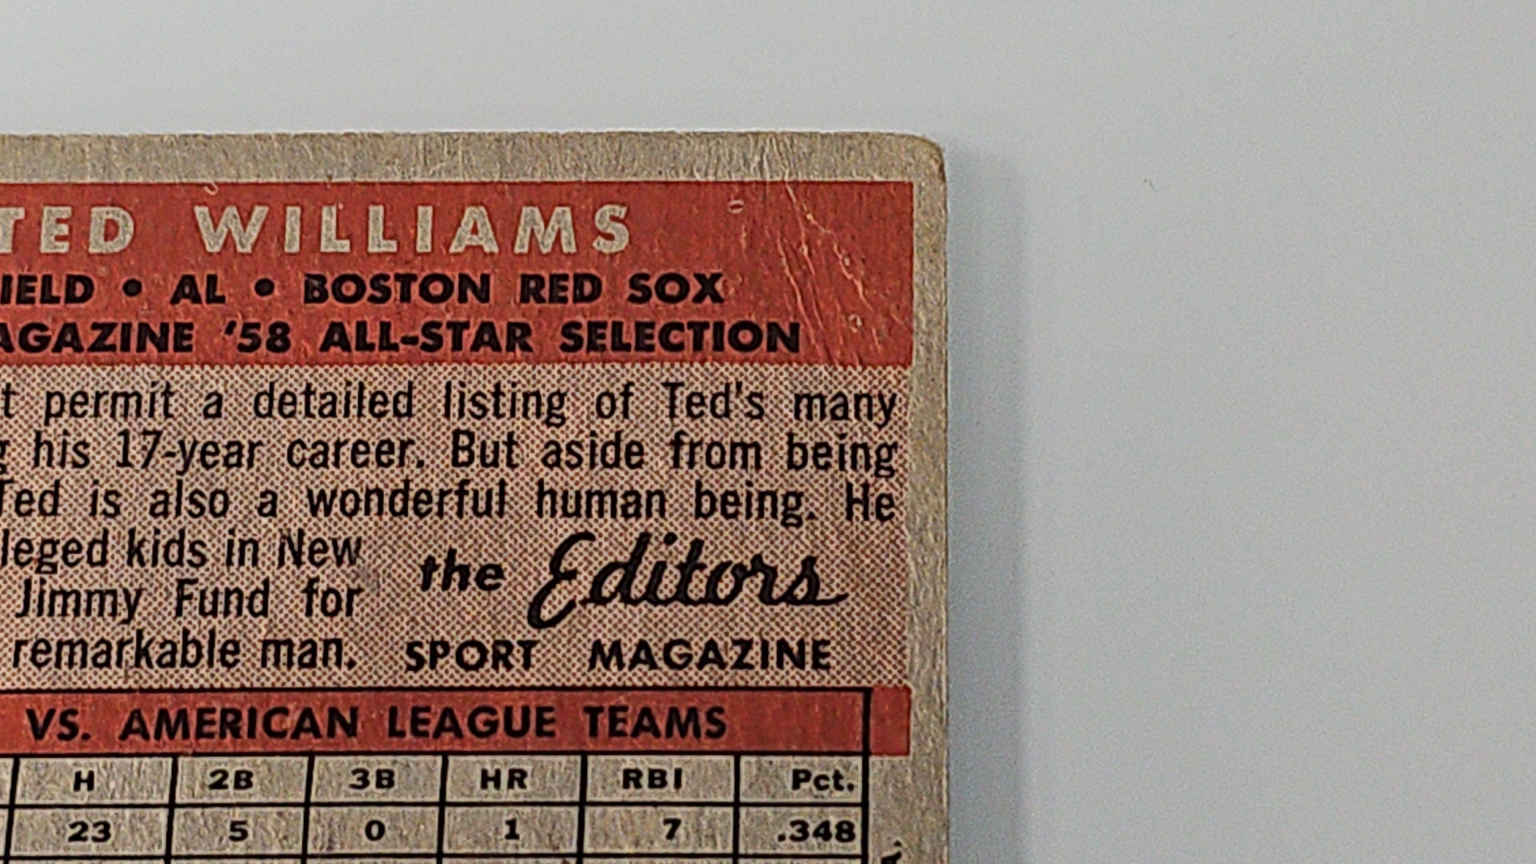 TED WILLIAMS
IELD • AL • BOSTON RED SOX
AGAZINE '58 ALL-STAR SELECTION
t permit a detailed listing of Ted's many
g his 17-year career. But aside from being
Ted is also a wonderful human being. He
leged kids in New
Jimmy Fund for
remarkable man.
the Editors
SPORT MAGAZINE
VS. AMERICAN LEAGUE TEAMS
H 2B 3B HR RBI Pct.
23 5 0 1 7 .348